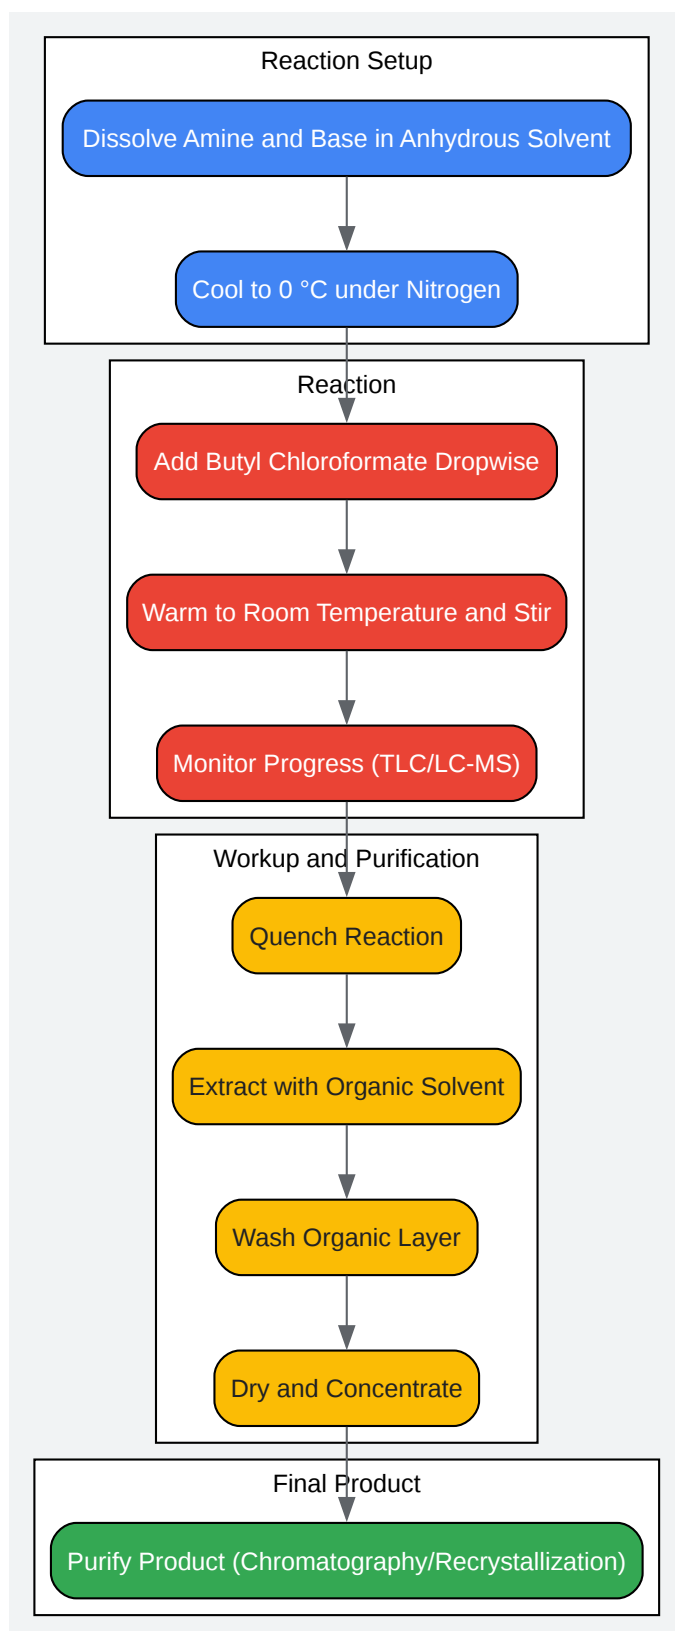 Reaction Setup
Dissolve Amine and Base in Anhydrous Solvent
Cool to 0 °C under Nitrogen
Reaction
Add Butyl Chloroformate Dropwise
Warm to Room Temperature and Stir
Monitor Progress (TLC/LC-MS)
Workup and Purification
Quench Reaction
Extract with Organic Solvent
Wash Organic Layer
Dry and Concentrate
Final Product
Purify Product (Chromatography/Recrystallization)